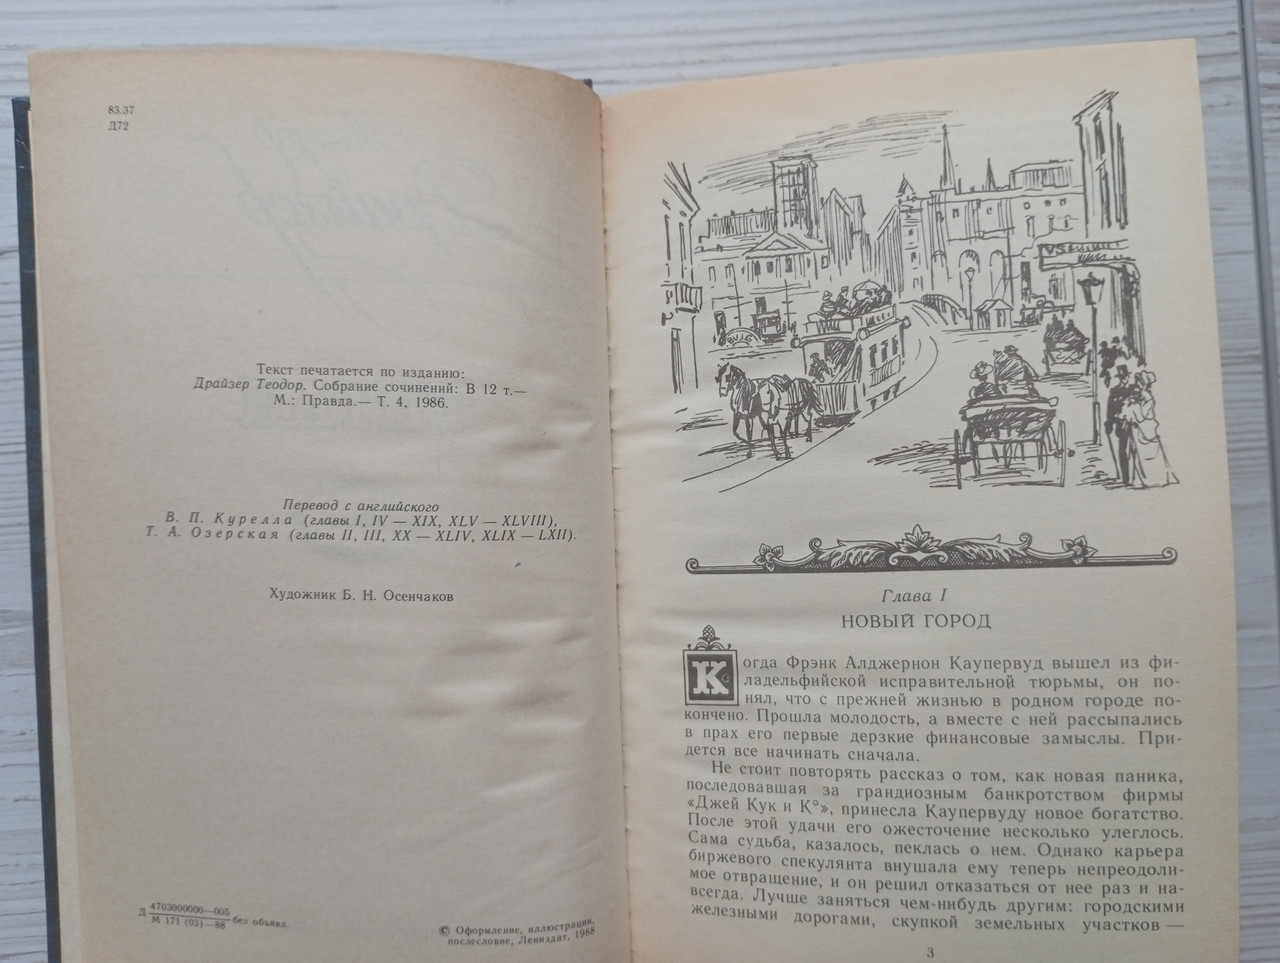 83.37
Д72
Текст печатается по изданию:
Драйзер Теодор. Собрание сочинений: В 12 т.—
М.: Правда.— Т. 4, 1986.
Перевод с английского
В. П. Курелла (главы I, IV — XIX, XLV — XLVIII),
Т. А. Озерская (главы II, III, XX — XLIV, XLIX — LXII).
Художник Б. Н. Осенчаков
Д 4703000000—005
М 171 (03)—88 без объявл.
© Оформление, иллюстрации,
послесловие, Лениздат, 1988
Глава I
НОВЫЙ ГОРОД
Когда Фрэнк Алджернон Каупервуд вышел из фи-
ладельфийской исправительной тюрьмы, он по-
нял, что с прежней жизнью в родном городе по-
кончено. Прошла молодость, а вместе с ней рассыпались
в прах его первые дерзкие финансовые замыслы. При-
дется все начинать сначала.
Не стоит повторять рассказ о том, как новая паника,
последовавшая за грандиозным банкротством фирмы
«Джей Кук и К°», принесла Каупервуду новое богатство.
После этой удачи его ожесточение несколько улеглось.
Сама судьба, казалось, пеклась о нем. Однако карьера
биржевого спекулянта внушала ему теперь непреодоли-
мое отвращение, и он решил отказаться от нее раз и на-
всегда. Лучше заняться чем-нибудь другим: городскими
железными дорогами, скупкой земельных участков —
3